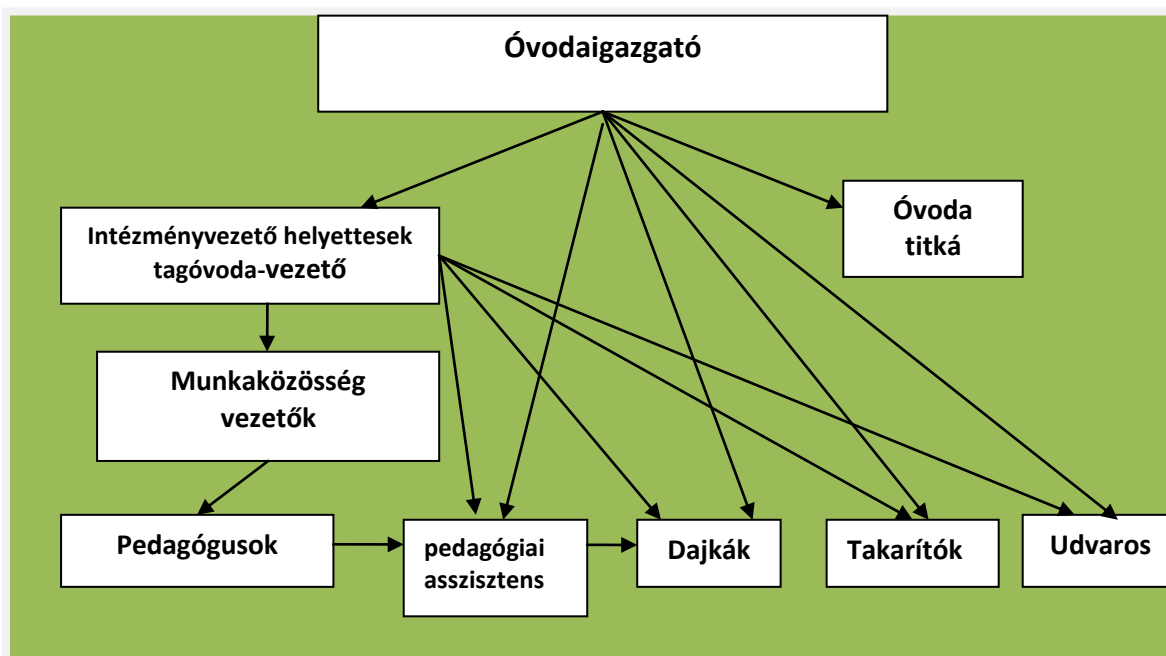 Óvodaigazgató
Óvoda
titká
Intézményvezető helyettesek
tagóvoda-vezető
Munkaközösség
vezetők
Pedagógusok
pedagógiai
asszisztens
Dajkák
Takarítók
Udvaros